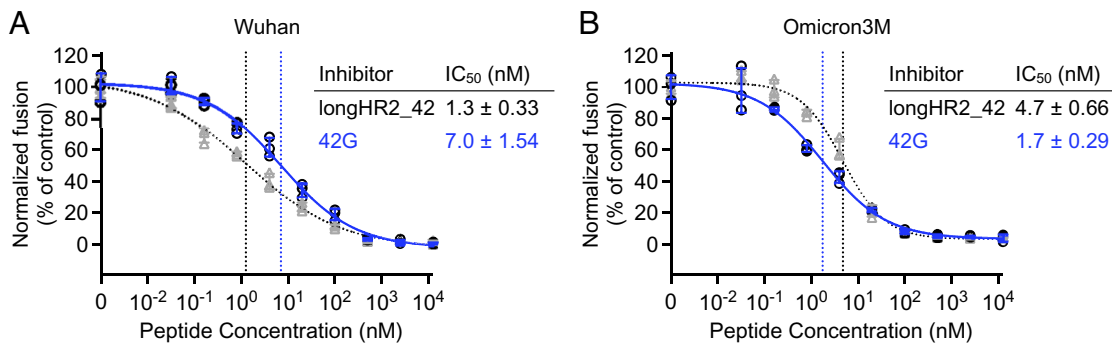 A
Wuhan
Normalized fusion
(% of control)
120
100
80
60
40
20
0
0 10⁻² 10⁻¹ 10⁰ 10¹ 10² 10³ 10⁴
Peptide Concentration (nM)
Inhibitor IC₅₀ (nM)
longHR2_42 1.3 ± 0.33
42G 7.0 ± 1.54
B
Omicron3M
Normalized fusion
(% of control)
120
100
80
60
40
20
0
0 10⁻² 10⁻¹ 10⁰ 10¹ 10² 10³ 10⁴
Peptide Concentration (nM)
Inhibitor IC₅₀ (nM)
longHR2_42 4.7 ± 0.66
42G 1.7 ± 0.29